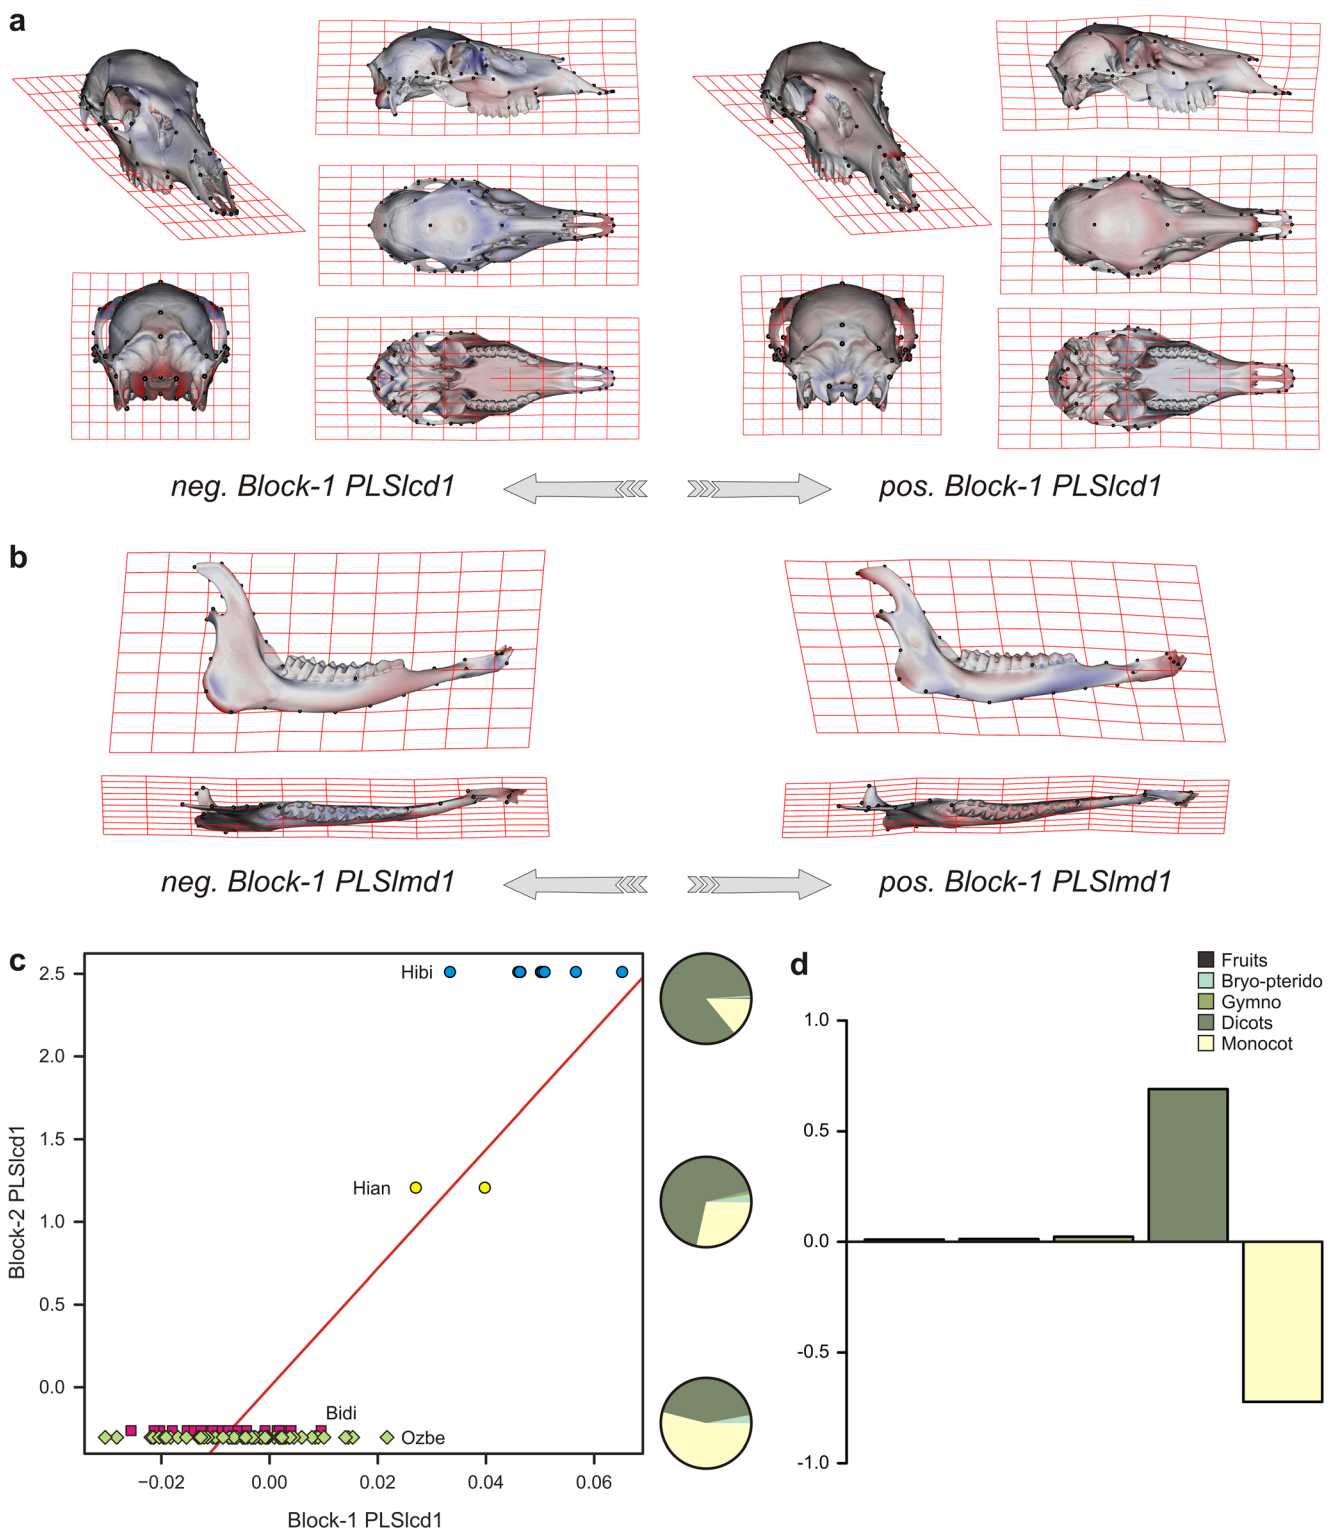 a
neg. Block-1 PLSlcd1
pos. Block-1 PLSlcd1
b
neg. Block-1 PLSlmd1
pos. Block-1 PLSlmd1
c
2.5
2.0
1.5
1.0
0.5
0.0
Block-2 PLSlcd1
Hibi
Hian
Bidi
Ozbe
−0.02
0.00
0.02
0.04
0.06
Block-1 PLSlcd1
d
Fruits
Bryo-pterido
Gymno
Dicots
Monocot
1.0
0.5
0.0
-0.5
-1.0